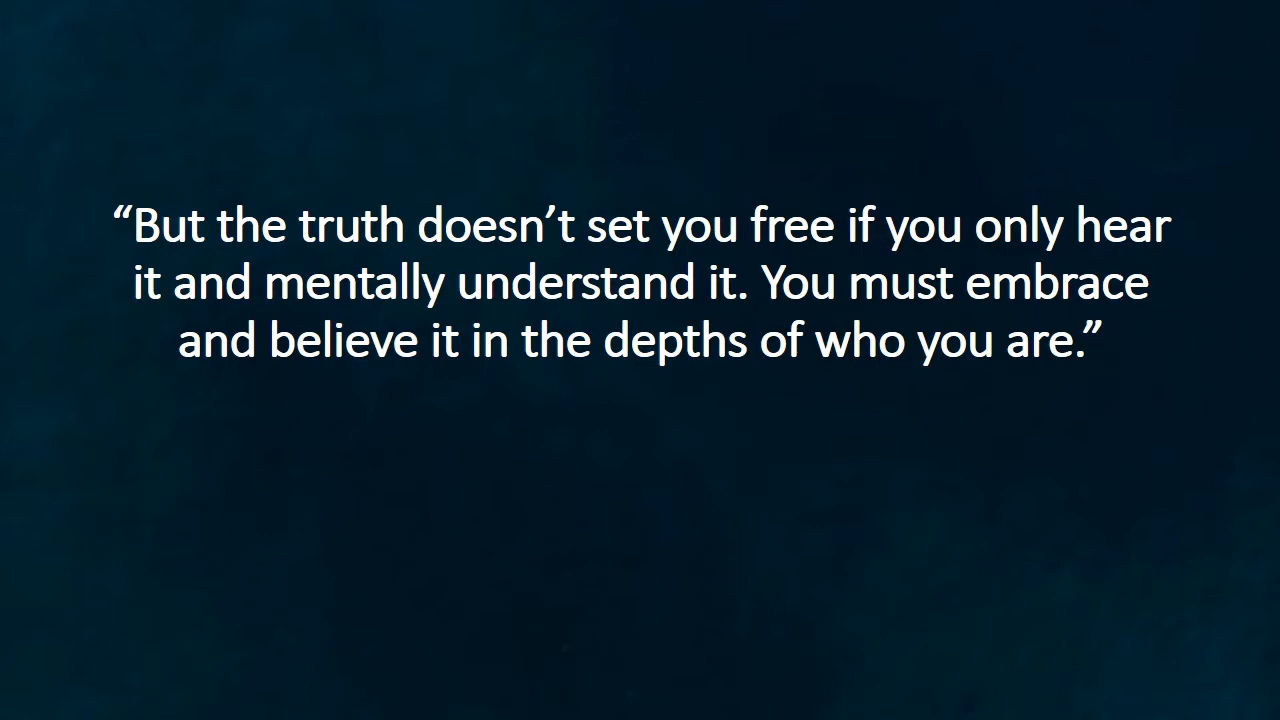 “But the truth doesn’t set you free if you only hear
it and mentally understand it. You must embrace
and believe it in the depths of who you are.”